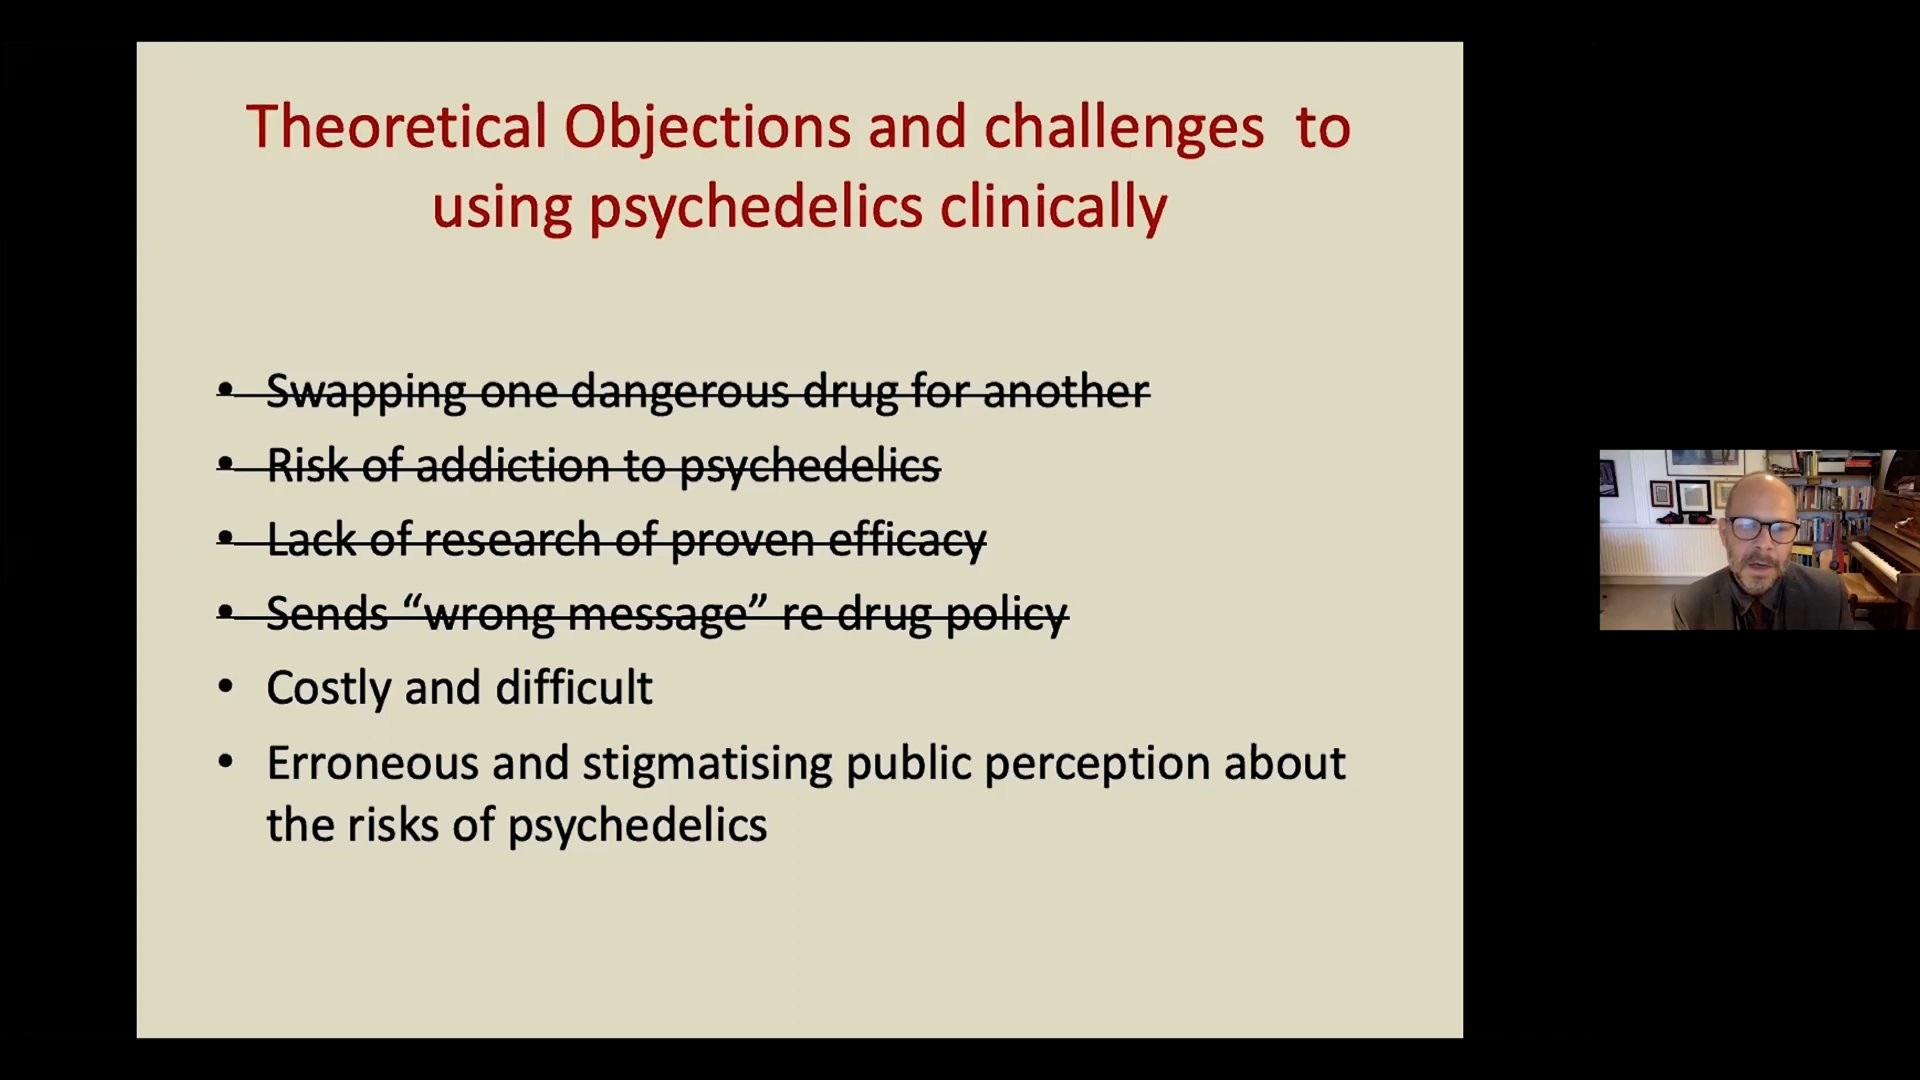 Theoretical Objections and challenges  to
using psychedelics clinically
• Swapping one dangerous drug for another
• Risk of addiction to psychedelics
• Lack of research of proven efficacy
• Sends “wrong message” re drug policy
• Costly and difficult
• Erroneous and stigmatising public perception about
the risks of psychedelics